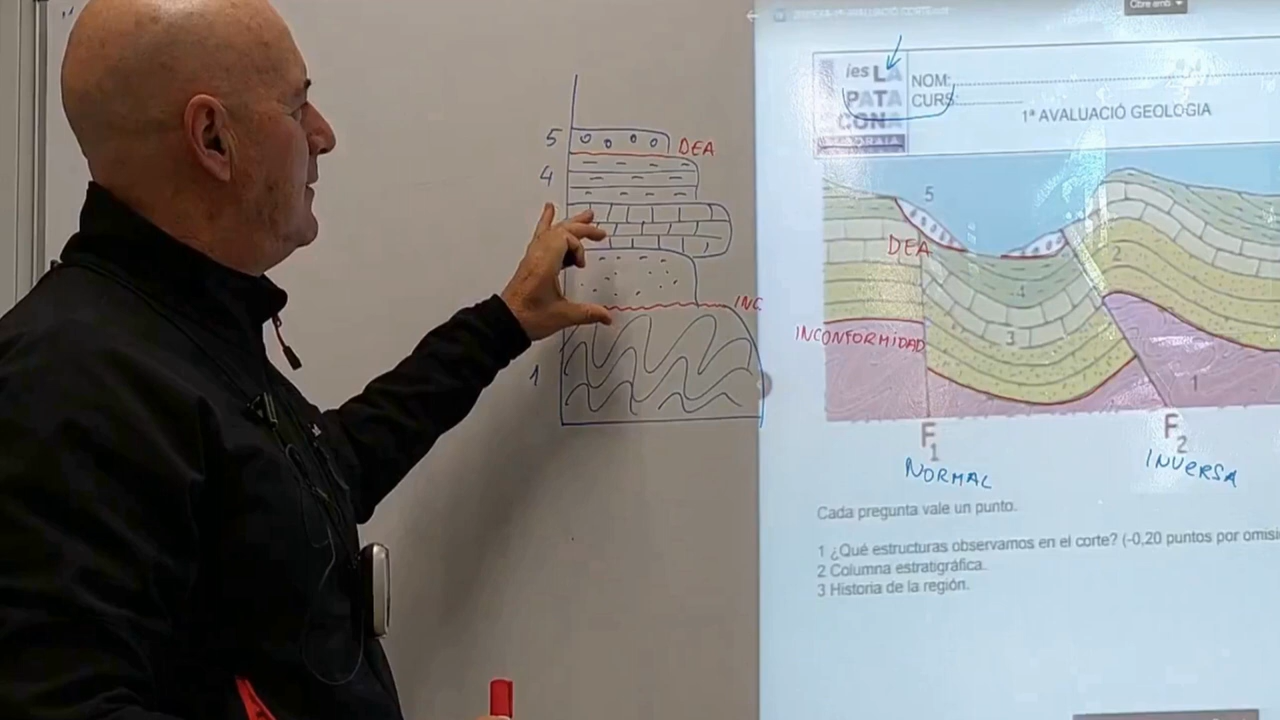 Obre amb
ies LA
PATA
CONA
NOM:
CURS:
1ª AVALUACIÓ GEOLOGIA
5
DEA
4
INC
1
5
DEA
2
4
3
INCONFORMIDAD
1
F1
F2
NORMAL
INVERSA
Cada pregunta vale un punto.
1 ¿Qué estructuras observamos en el corte? (-0,20 puntos por omisi
2 Columna estratigráfica.
3 Historia de la región.